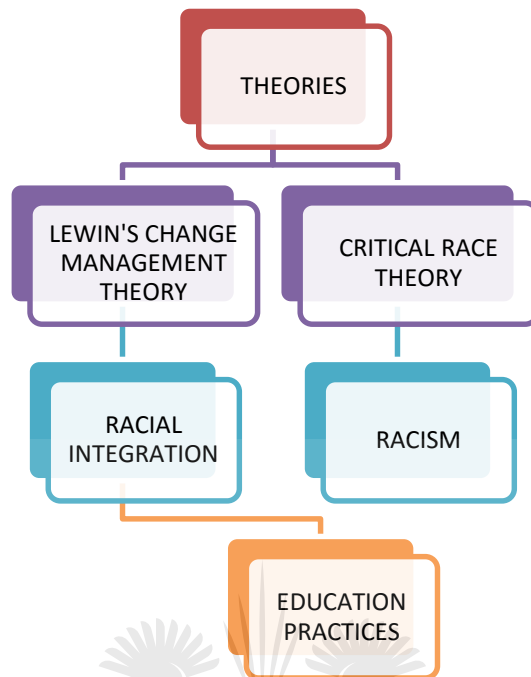 THEORIES
LEWIN'S CHANGE
MANAGEMENT
THEORY
CRITICAL RACE
THEORY
RACIAL
INTEGRATION
RACISM
EDUCATION
PRACTICES